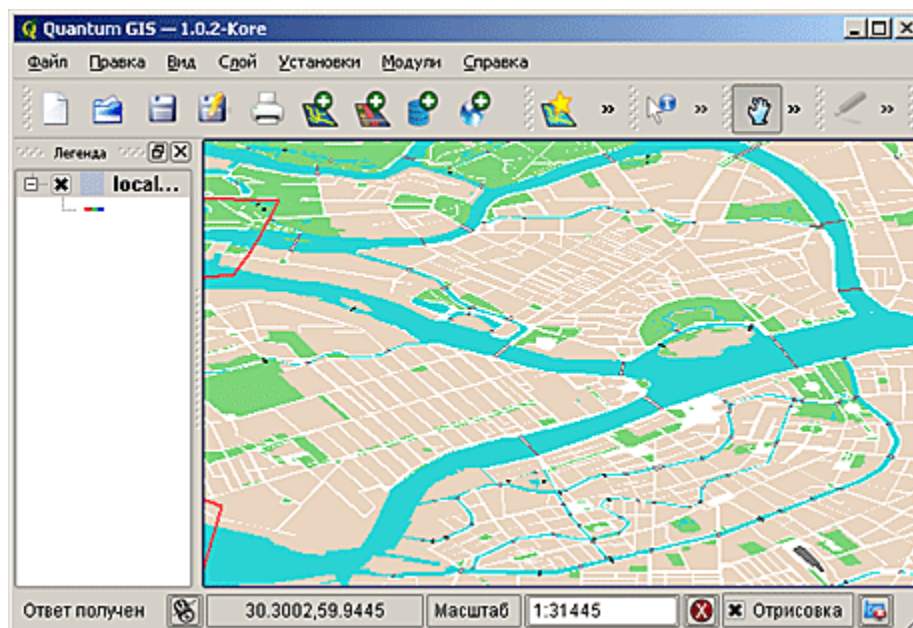 Quantum GIS — 1.0.2-Kore
Файл Правка Вид Слой Установки Модули Справка
Легенда
local...
Ответ получен 30.3002,59.9445 Масштаб 1:31445 Отрисовка